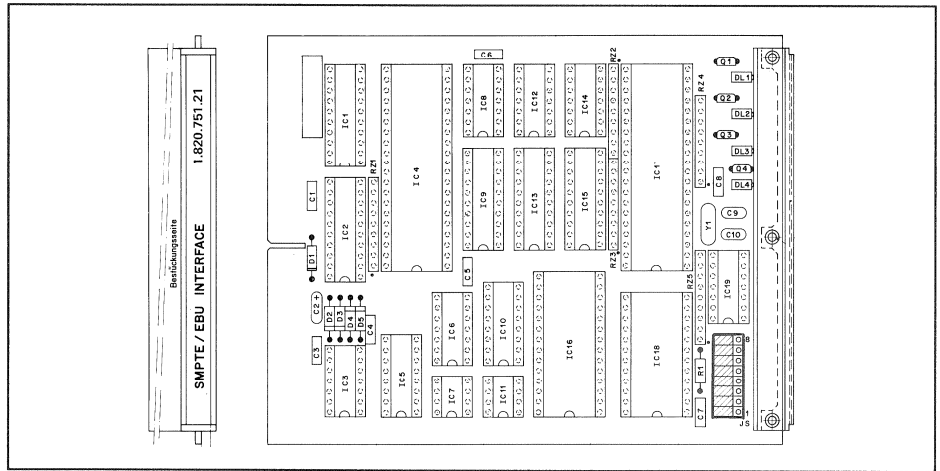 Bestückungsseite
SMPTE / EBU INTERFACE 1.820.751.21
C6
RZ2
Q1
DL1
RZ4
Q2
DL2
Q3
DL3
Q4
DL4
C8
IC1
IC4
IC8
IC12
IC14
IC1'
RZ1
C1
IC2
IC9
IC13
IC15
C9
Y1
C10
D1
RZ3
C5
RZ5
IC19
C2 +
D2
D3
D4
D5
C4
C3
IC3
IC5
IC6
IC10
IC7
IC11
IC16
IC18
R1
C7
8
1
JS